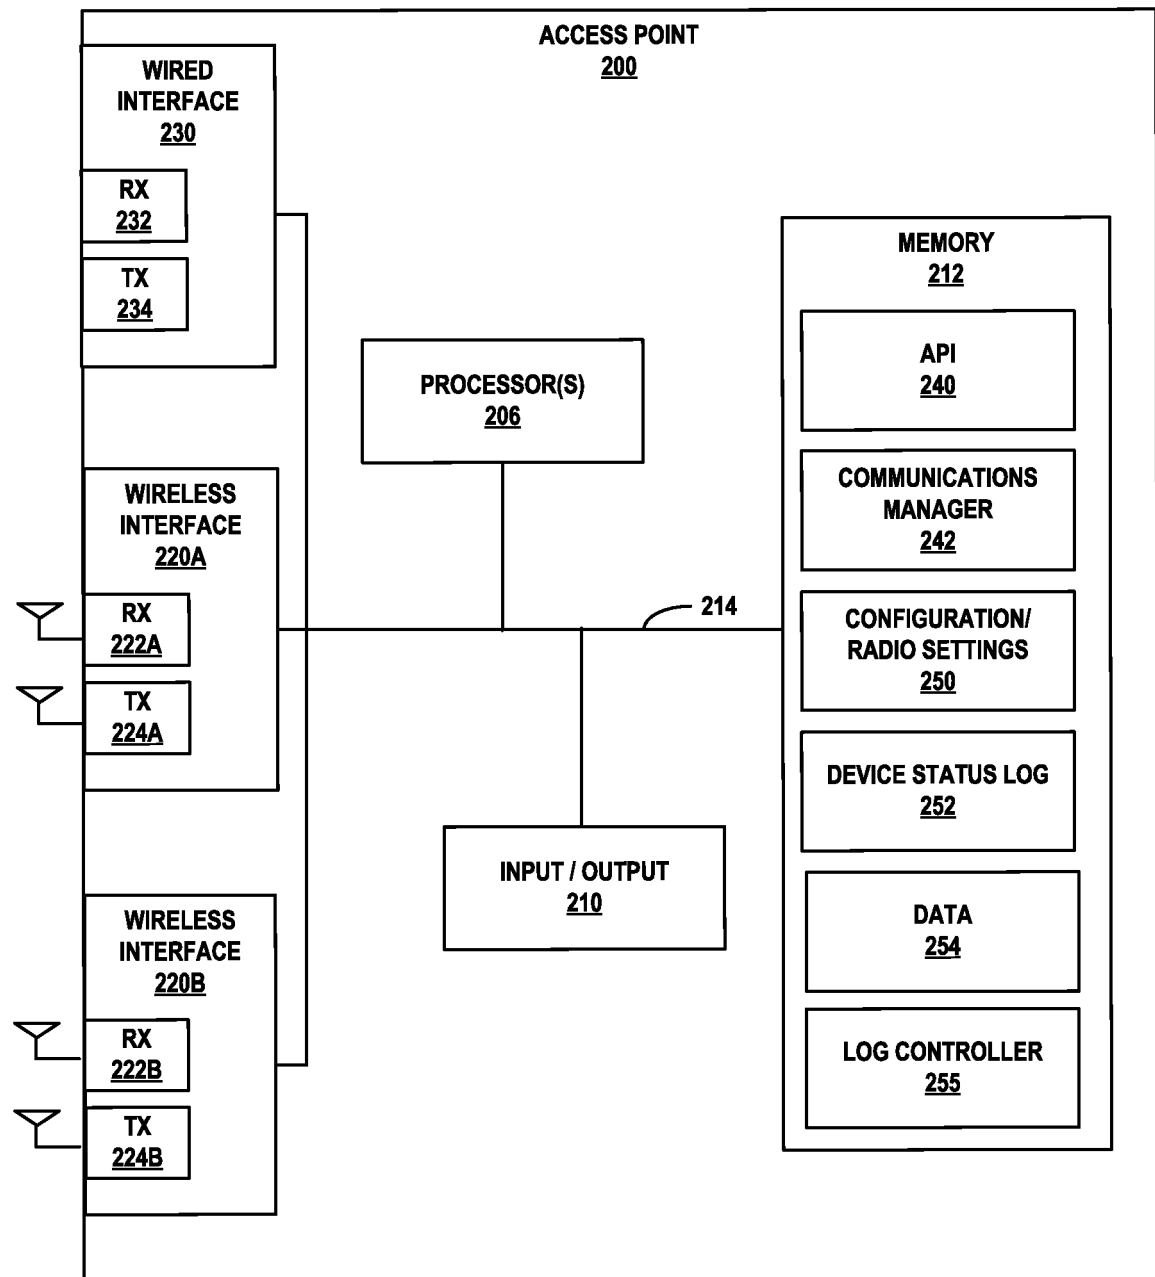 ACCESS POINT
200
WIRED
INTERFACE
230
RX
232
TX
234
WIRELESS
INTERFACE
220A
RX
222A
TX
224A
WIRELESS
INTERFACE
220B
RX
222B
TX
224B
PROCESSOR(S)
206
214
INPUT / OUTPUT
210
MEMORY
212
API
240
COMMUNICATIONS
MANAGER
242
CONFIGURATION/
RADIO SETTINGS
250
DEVICE STATUS LOG
252
DATA
254
LOG CONTROLLER
255